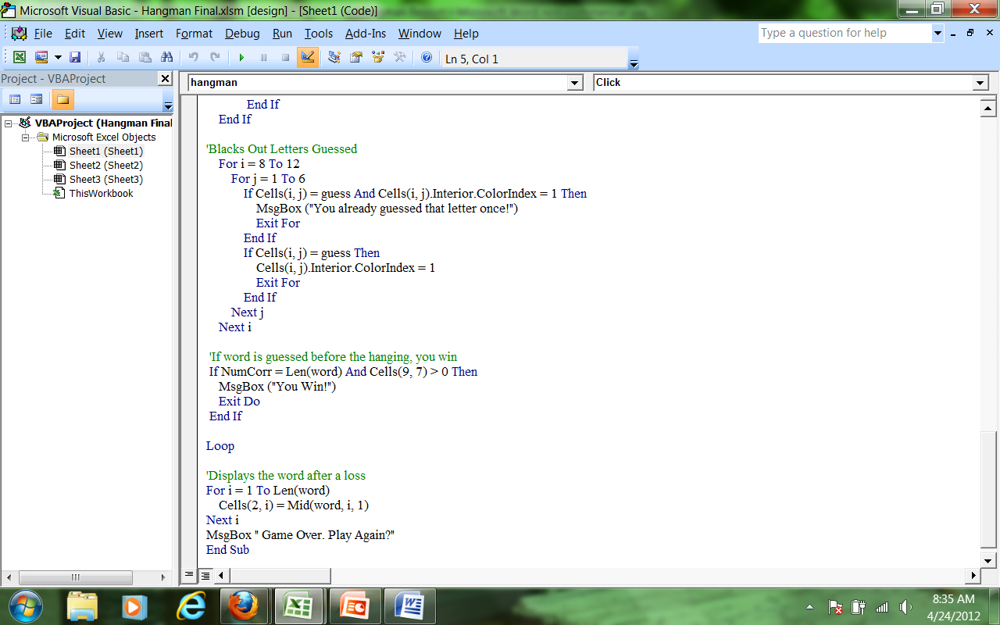 Microsoft Visual Basic - Hangman Final.xlsm [design] - [Sheet1 (Code)]
File Edit View Insert Format Debug Run Tools Add-Ins Window Help
Type a question for help
Ln 5, Col 1
Project - VBAProject
hangman
Click
VBAProject (Hangman Final
Microsoft Excel Objects
Sheet1 (Sheet1)
Sheet2 (Sheet2)
Sheet3 (Sheet3)
ThisWorkbook
End If
End If
'Blacks Out Letters Guessed
For i = 8 To 12
For j = 1 To 6
If Cells(i, j) = guess And Cells(i, j).Interior.ColorIndex = 1 Then
MsgBox ("You already guessed that letter once!")
Exit For
End If
If Cells(i, j) = guess Then
Cells(i, j).Interior.ColorIndex = 1
Exit For
End If
Next j
Next i
'If word is guessed before the hanging, you win
If NumCorr = Len(word) And Cells(9, 7) > 0 Then
MsgBox ("You Win!")
Exit Do
End If
Loop
'Displays the word after a loss
For i = 1 To Len(word)
Cells(2, i) = Mid(word, i, 1)
Next i
MsgBox " Game Over. Play Again?"
End Sub
8:35 AM
4/24/2012